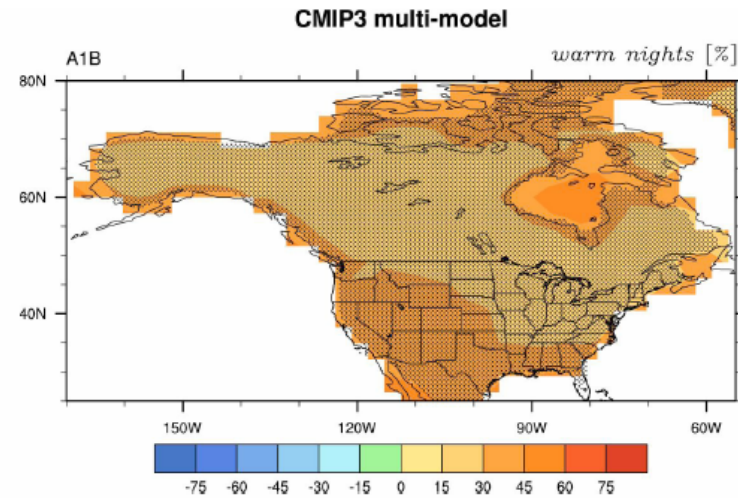 CMIP3 multi-model
A1B
warm nights [%]
80N
60N
40N
150W 120W 90W 60W
-75 -60 -45 -30 -15 0 15 30 45 60 75